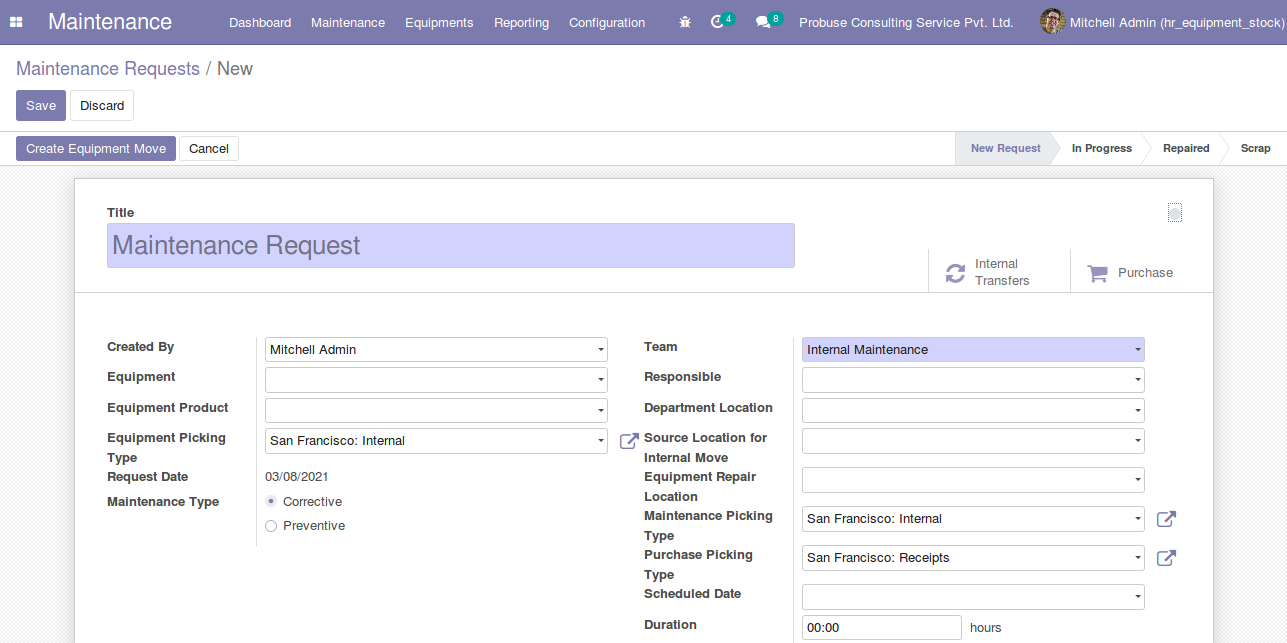 Maintenance Dashboard Maintenance Equipments Reporting Configuration 4 8 Probuse Consulting Service Pvt. Ltd. Mitchell Admin (hr_equipment_stock)
Maintenance Requests / New
Save Discard
Create Equipment Move Cancel New Request In Progress Repaired Scrap
Title
Maintenance Request
Internal
Transfers
Purchase
Created By Mitchell Admin
Equipment
Equipment Product
Equipment Picking
Type
San Francisco: Internal
Request Date 03/08/2021
Maintenance Type Corrective
Preventive
Team Internal Maintenance
Responsible
Department Location
Source Location for
Internal Move
Equipment Repair
Location
Maintenance Picking
Type
San Francisco: Internal
Purchase Picking
Type
San Francisco: Receipts
Scheduled Date
Duration 00:00 hours